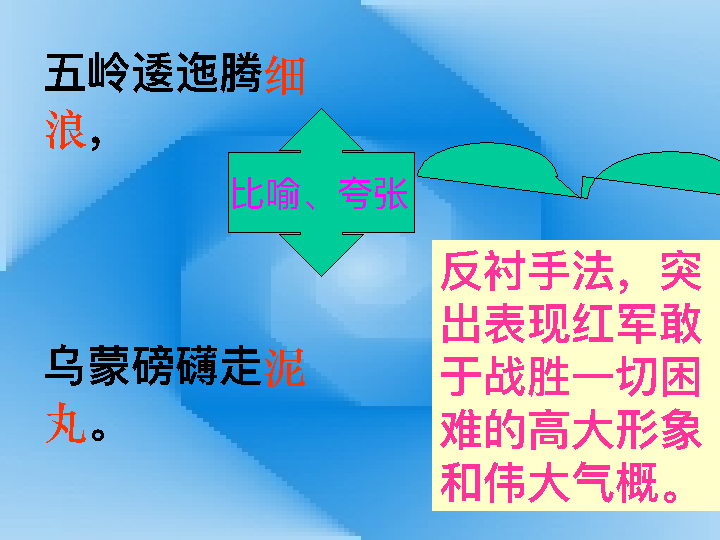 五岭逶迤腾细
浪，
比喻、夸张
反衬手法，突
出表现红军敢
于战胜一切困
难的高大形象
和伟大气概。
乌蒙磅礴走泥
丸。